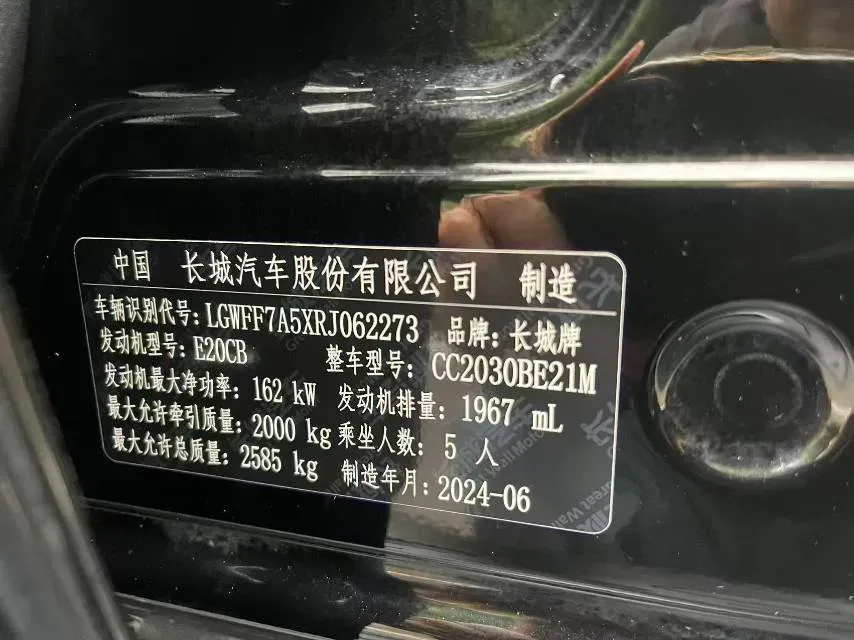 中国 长城汽车股份有限公司 制造
车辆识别代号:LGWFF7A5XRJ062273 品牌:长城牌
发动机型号:E20CB 整车型号:CC2030BE21M
发动机最大净功率:162 kW 发动机排量:1967 mL
最大允许牵引质量:2000 kg 乘坐人数:5 人
最大允许总质量:2585 kg 制造年月:2024-06